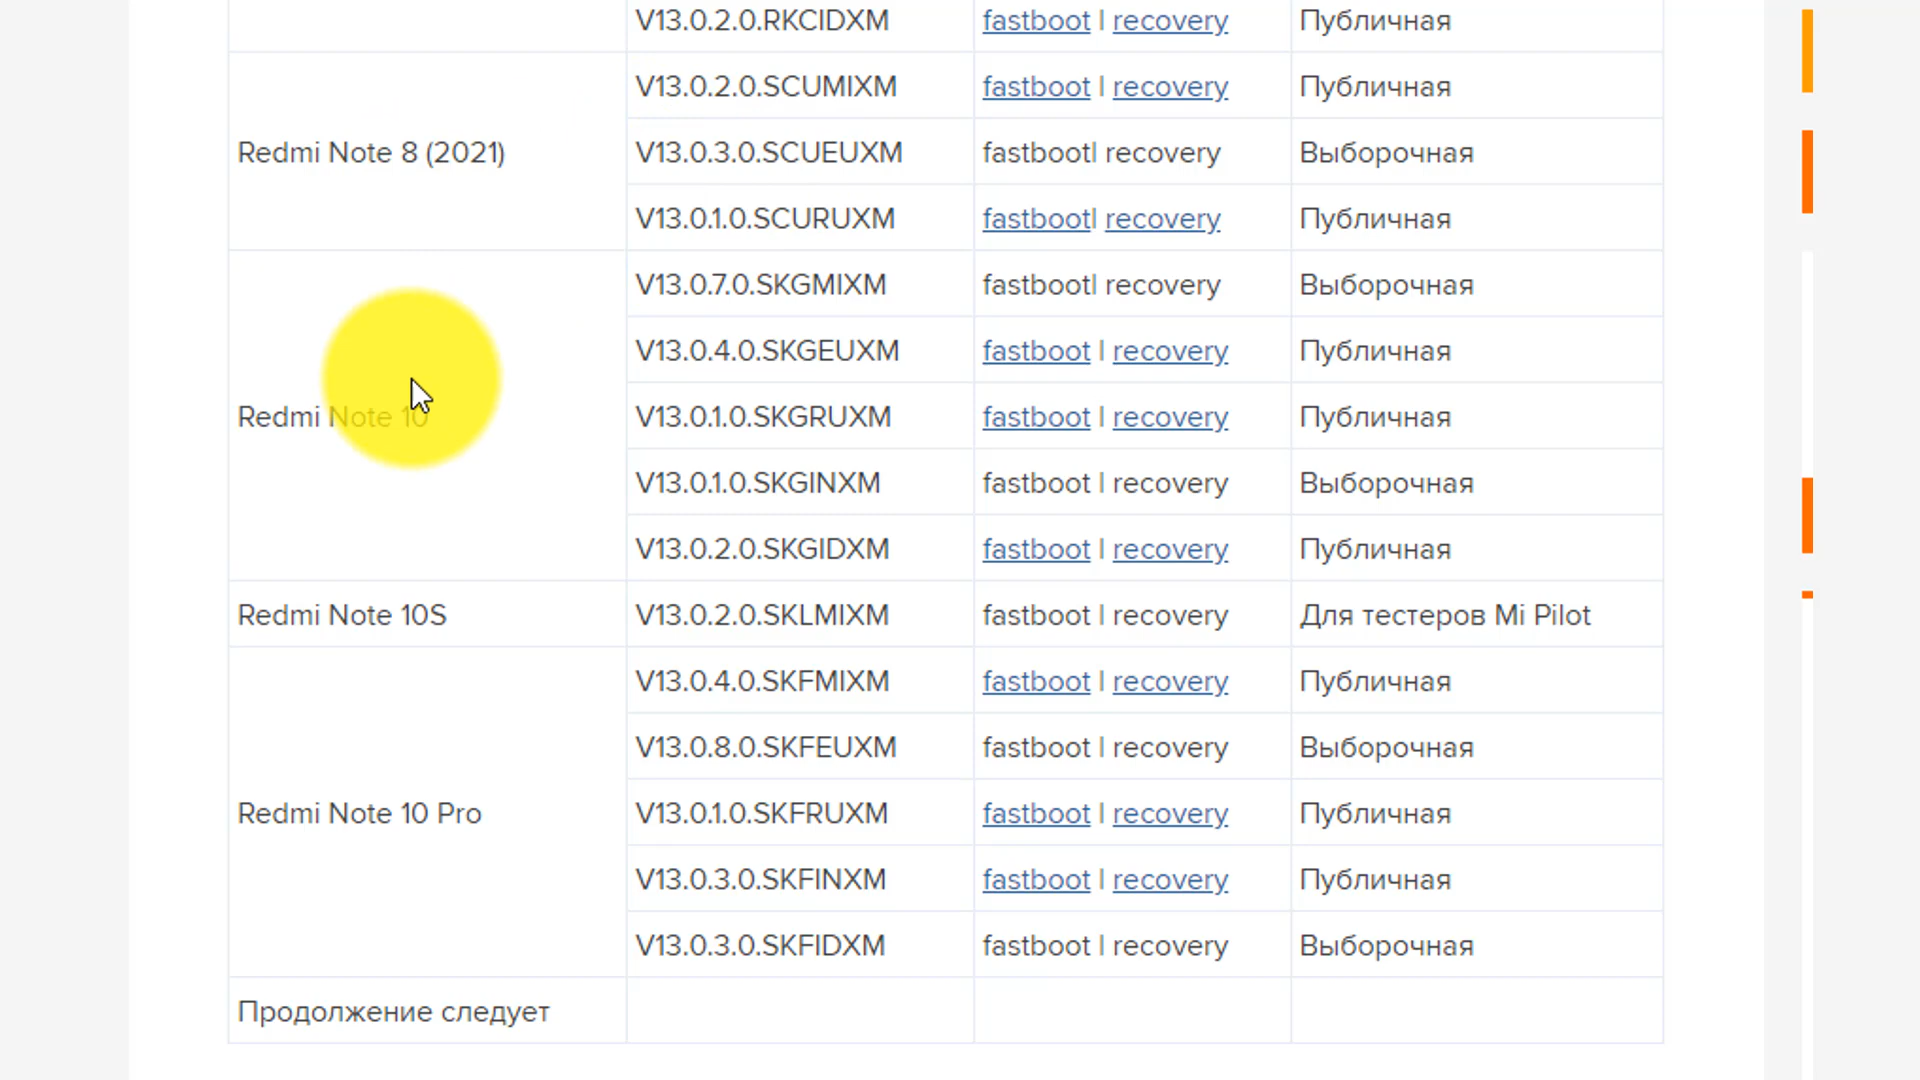 V13.0.2.0.RKCIDXM fastboot | recovery Публичная
V13.0.2.0.SCUMIXM fastboot | recovery Публичная
Redmi Note 8 (2021) V13.0.3.0.SCUEUXM fastboot| recovery Выборочная
V13.0.1.0.SCURUXM fastboot| recovery Публичная
V13.0.7.0.SKGMIXM fastboot| recovery Выборочная
V13.0.4.0.SKGEUXM fastboot | recovery Публичная
Redmi Note 10 V13.0.1.0.SKGRUXM fastboot | recovery Публичная
V13.0.1.0.SKGINXM fastboot | recovery Выборочная
V13.0.2.0.SKGIDXM fastboot | recovery Публичная
Redmi Note 10S V13.0.2.0.SKLMIXM fastboot | recovery Для тестеров Mi Pilot
V13.0.4.0.SKFMIXM fastboot | recovery Публичная
V13.0.8.0.SKFEUXM fastboot | recovery Выборочная
Redmi Note 10 Pro V13.0.1.0.SKFRUXM fastboot | recovery Публичная
V13.0.3.0.SKFINXM fastboot | recovery Публичная
V13.0.3.0.SKFIDXM fastboot | recovery Выборочная
Продолжение следует